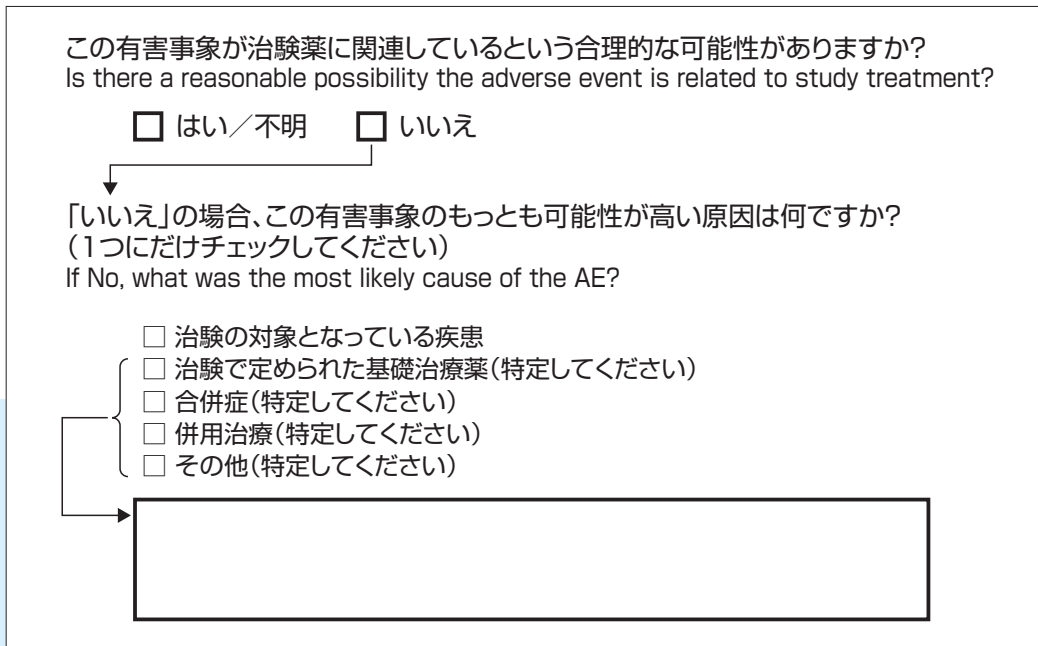 この有害事象が治験薬に関連しているという合理的な可能性がありますか?
Is there a reasonable possibility the adverse event is related to study treatment?
□ はい／不明 □ いいえ
「いいえ」の場合、この有害事象のもっとも可能性が高い原因は何ですか?
（1つにだけチェックしてください）
If No, what was the most likely cause of the AE?
□ 治験の対象となっている疾患
□ 治験で定められた基礎治療薬（特定してください）
□ 合併症（特定してください）
□ 併用治療（特定してください）
□ その他（特定してください）